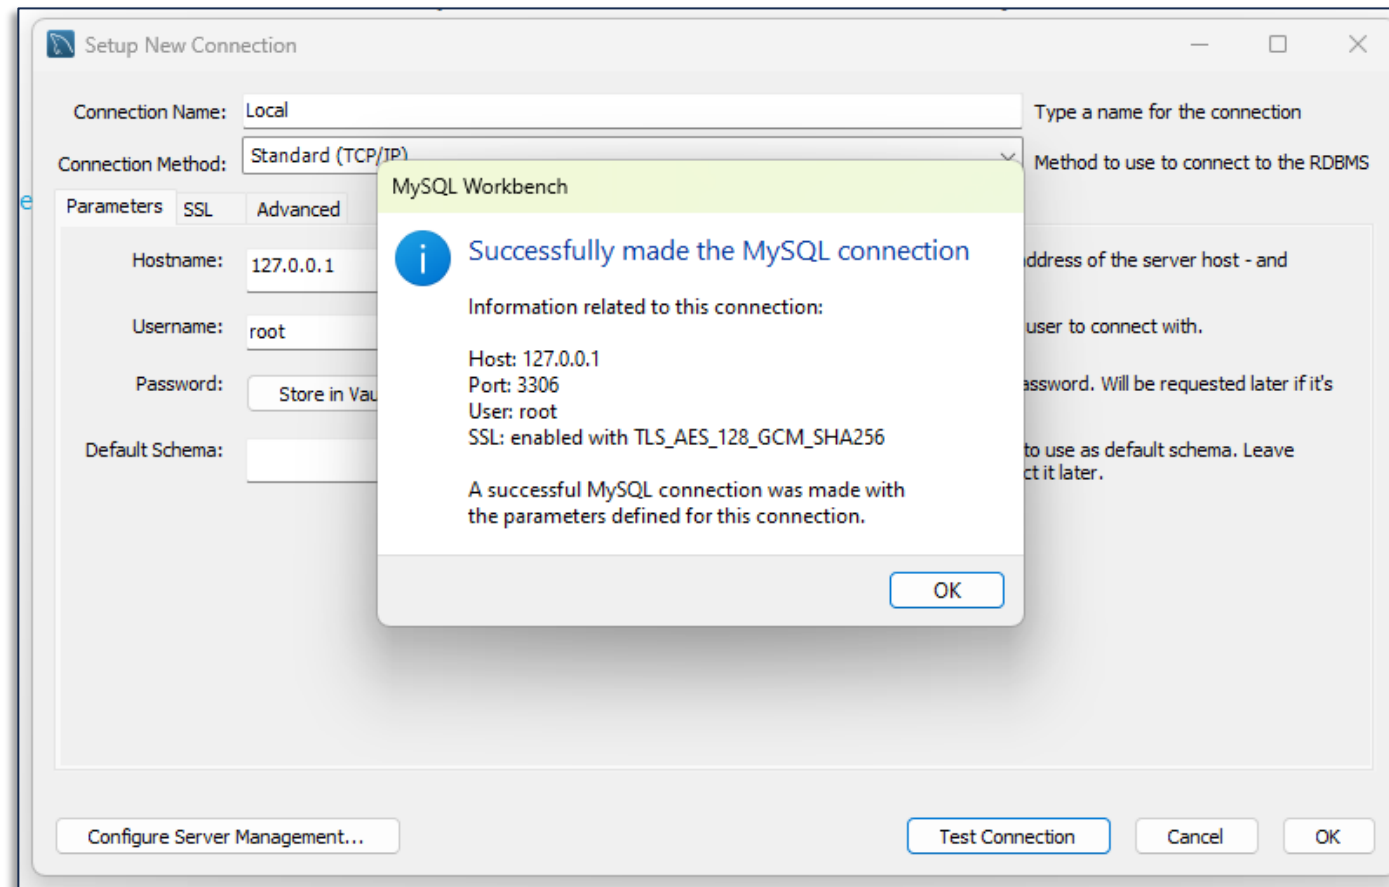 Setup New Connection
Connection Name: Local Type a name for the connection
Connection Method: Standard (TCP/IP) Method to use to connect to the RDBMS
Parameters SSL Advanced
Hostname: 127.0.0.1 address of the server host - and
Username: root user to connect with.
Password: Store in Vau assword. Will be requested later if it's
Default Schema: to use as default schema. Leave
ct it later.
MySQL Workbench
Successfully made the MySQL connection
Information related to this connection:
Host: 127.0.0.1
Port: 3306
User: root
SSL: enabled with TLS_AES_128_GCM_SHA256
A successful MySQL connection was made with
the parameters defined for this connection.
OK
Configure Server Management... Test Connection Cancel OK